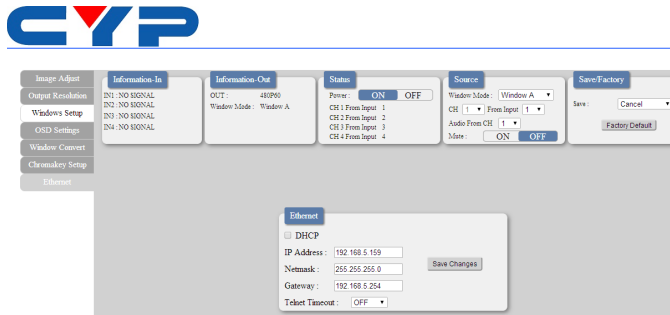 CYP
Image Adjust
Output Resolution
Windows Setup
OSD Settings
Window Convert
Chromakey Setup
Ethernet
Information-In
IN1 : NO SIGNAL
IN2 : NO SIGNAL
IN3 : NO SIGNAL
IN4 : NO SIGNAL
Information-Out
OUT : 480P60
Window Mode : Window A
Status
Power : ON OFF
CH 1 From Input 1
CH 2 From Input 2
CH 3 From Input 3
CH 4 From Input 4
Source
Window Mode : Window A
CH 1 From Input 1
Audio From CH 1
Mute : ON OFF
Save/Factory
Save : Cancel
Factory Default
Ethernet
DHCP
IP Address : 192.168.5.159
Netmask : 255.255.255.0
Gateway : 192.168.5.254
Telnet Timeout : OFF
Save Changes